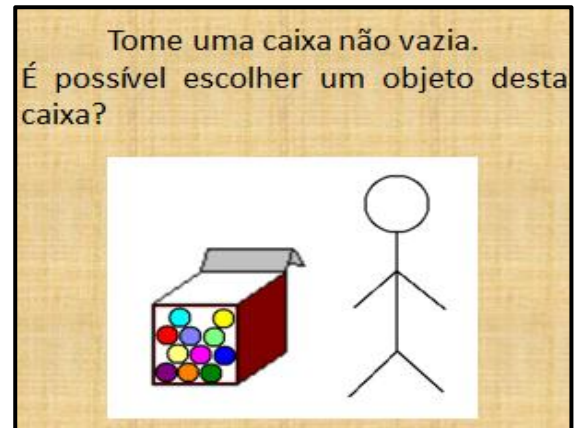 Tome uma caixa não vazia.
É possível escolher um objeto desta
caixa?